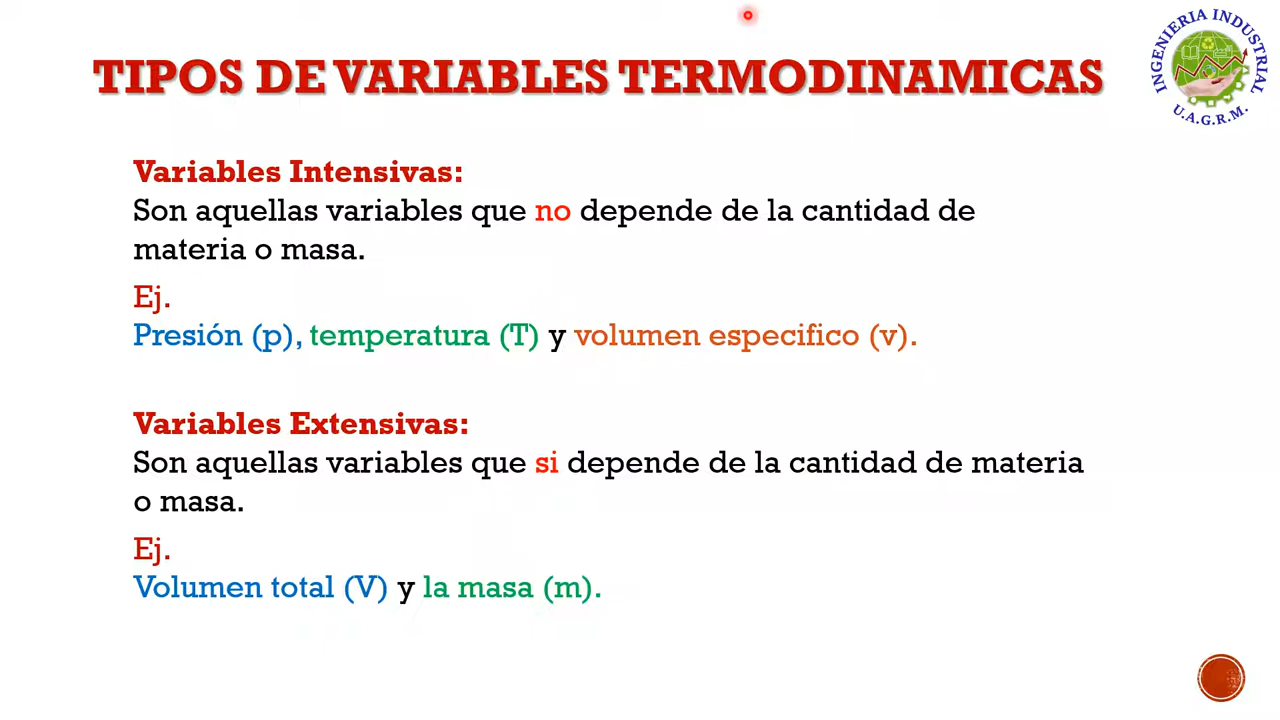 TIPOS DE VARIABLES TERMODINAMICAS
INGENIERIA INDUSTRIAL
U.A.G.R.M.
Variables Intensivas:
Son aquellas variables que no depende de la cantidad de
materia o masa.
Ej.
Presión (p), temperatura (T) y volumen especifico (v).
Variables Extensivas:
Son aquellas variables que si depende de la cantidad de materia
o masa.
Ej.
Volumen total (V) y la masa (m).